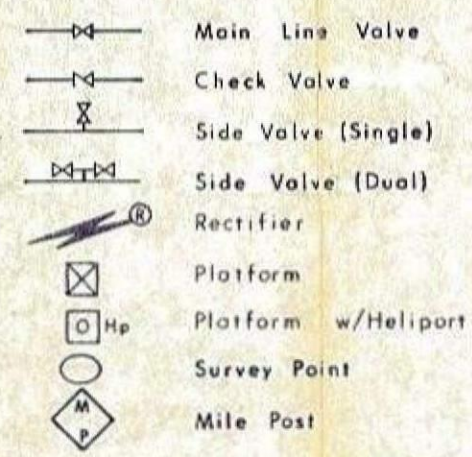 Main Line Valve
Check Valve
Side Valve (Single)
Side Valve (Dual)
R Rectifier
Platform
Hp Platform w/Heliport
Survey Point
M P Mile Post